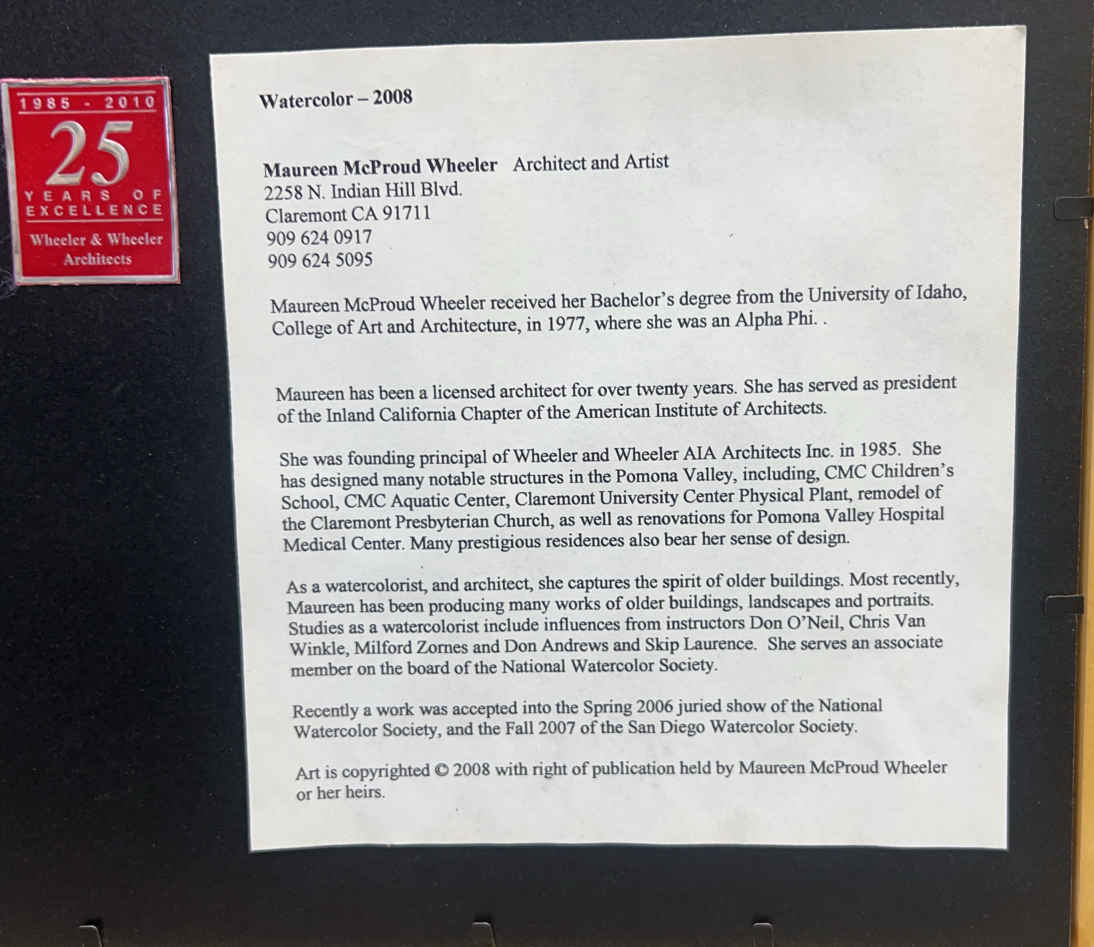 1985 - 2010
25
YEARS OF
EXCELLENCE
Wheeler & Wheeler
Architects
Watercolor – 2008
Maureen McProud Wheeler Architect and Artist
2258 N. Indian Hill Blvd.
Claremont CA 91711
909 624 0917
909 624 5095
Maureen McProud Wheeler received her Bachelor's degree from the University of Idaho,
College of Art and Architecture, in 1977, where she was an Alpha Phi. .
Maureen has been a licensed architect for over twenty years. She has served as president
of the Inland California Chapter of the American Institute of Architects.
She was founding principal of Wheeler and Wheeler AIA Architects Inc. in 1985. She
has designed many notable structures in the Pomona Valley, including, CMC Children's
School, CMC Aquatic Center, Claremont University Center Physical Plant, remodel of
the Claremont Presbyterian Church, as well as renovations for Pomona Valley Hospital
Medical Center. Many prestigious residences also bear her sense of design.
As a watercolorist, and architect, she captures the spirit of older buildings. Most recently,
Maureen has been producing many works of older buildings, landscapes and portraits.
Studies as a watercolorist include influences from instructors Don O'Neil, Chris Van
Winkle, Milford Zornes and Don Andrews and Skip Laurence. She serves an associate
member on the board of the National Watercolor Society.
Recently a work was accepted into the Spring 2006 juried show of the National
Watercolor Society, and the Fall 2007 of the San Diego Watercolor Society.
Art is copyrighted © 2008 with right of publication held by Maureen McProud Wheeler
or her heirs.